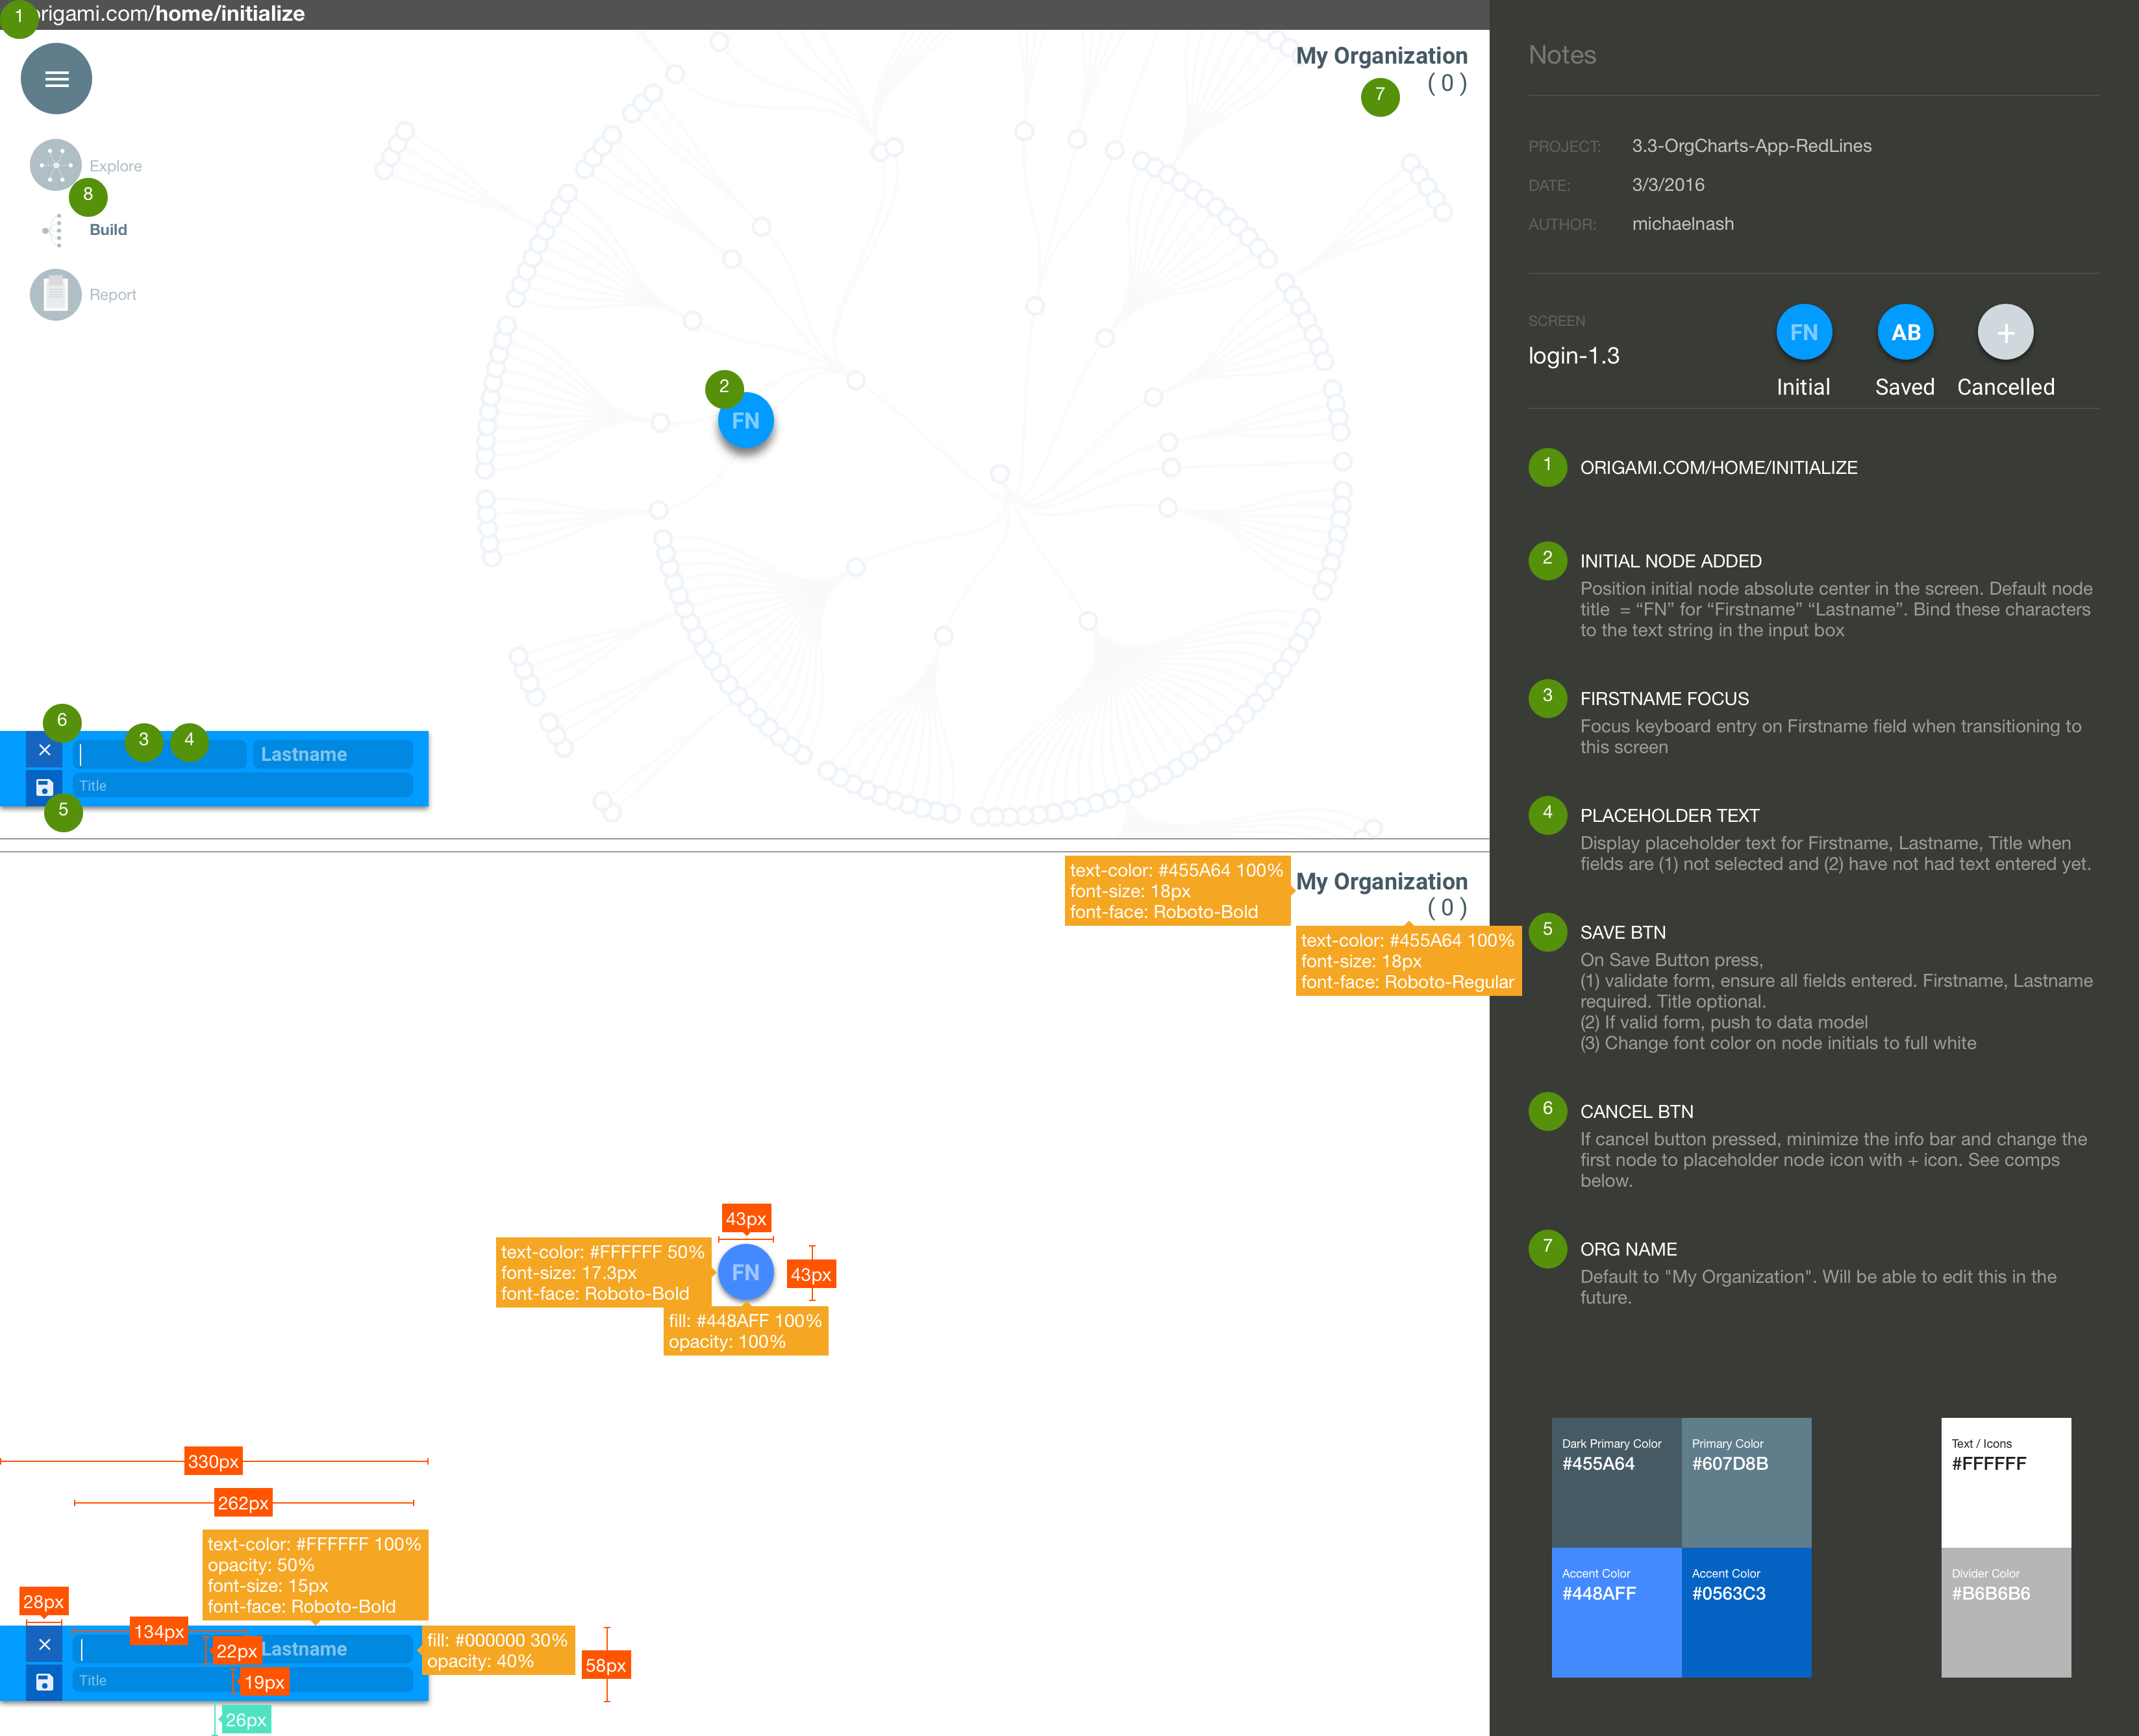 1
origami.com/home/initialize
My Organization
( 0 )
7
Explore
8
Build
Report
2
FN
6
3
4
Lastname
Title
5
text-color: #455A64 100%
font-size: 18px
font-face: Roboto-Bold
My Organization
( 0 )
text-color: #455A64 100%
font-size: 18px
font-face: Roboto-Regular
43px
text-color: #FFFFFF 50%
font-size: 17.3px
font-face: Roboto-Bold
FN
43px
fill: #448AFF 100%
opacity: 100%
330px
262px
text-color: #FFFFFF 100%
opacity: 50%
font-size: 15px
font-face: Roboto-Bold
28px
134px
22px
Lastname
fill: #000000 30%
opacity: 40%
58px
Title
19px
26px
Notes
PROJECT: 3.3-OrgCharts-App-RedLines
DATE: 3/3/2016
AUTHOR: michaelnash
SCREEN
login-1.3
FN
AB
+
Initial
Saved
Cancelled
1 ORIGAMI.COM/HOME/INITIALIZE
2 INITIAL NODE ADDED
Position initial node absolute center in the screen. Default node
title = “FN” for “Firstname” “Lastname”. Bind these characters
to the text string in the input box
3 FIRSTNAME FOCUS
Focus keyboard entry on Firstname field when transitioning to
this screen
4 PLACEHOLDER TEXT
Display placeholder text for Firstname, Lastname, Title when
fields are (1) not selected and (2) have not had text entered yet.
5 SAVE BTN
On Save Button press,
(1) validate form, ensure all fields entered. Firstname, Lastname
required. Title optional.
(2) If valid form, push to data model
(3) Change font color on node initials to full white
6 CANCEL BTN
If cancel button pressed, minimize the info bar and change the
first node to placeholder node icon with + icon. See comps
below.
7 ORG NAME
Default to "My Organization". Will be able to edit this in the
future.
Dark Primary Color
#455A64
Primary Color
#607D8B
Text / Icons
#FFFFFF
Accent Color
#448AFF
Accent Color
#0563C3
Divider Color
#B6B6B6